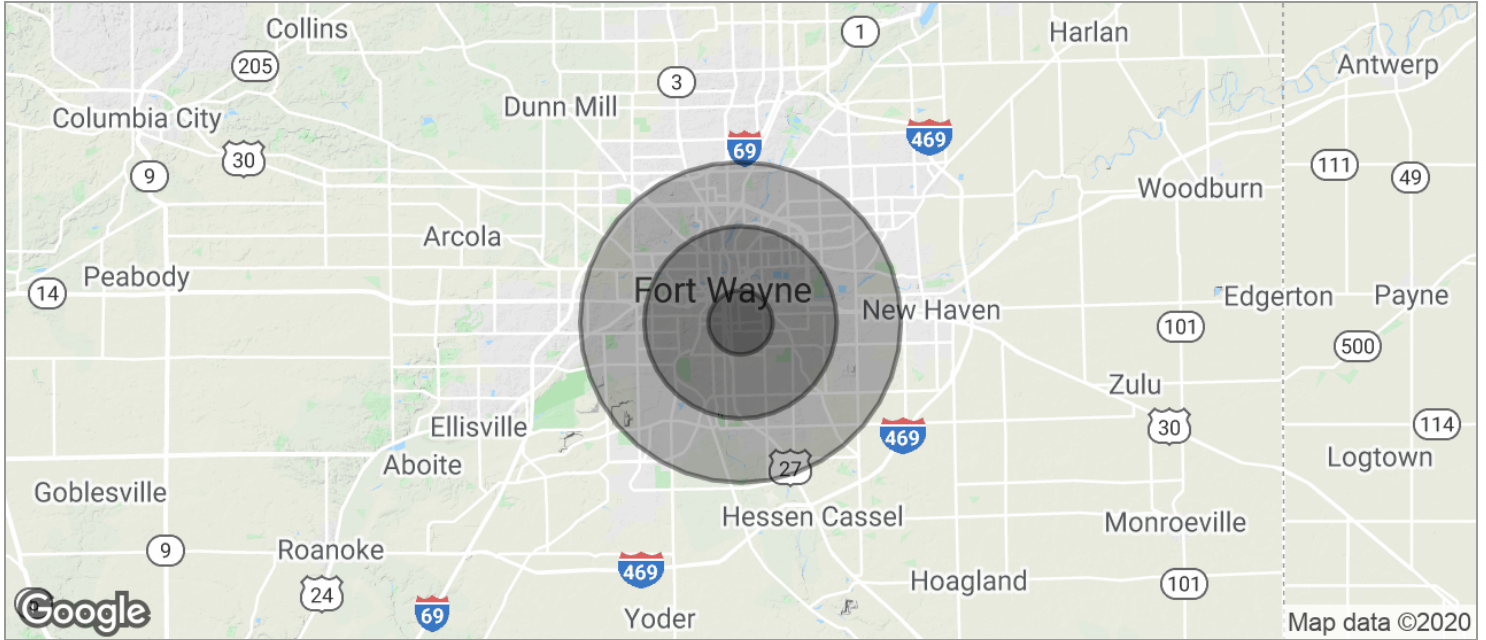 Collins
1
Harlan
205
3
Antwerp
Dunn Mill
Columbia City
469
69
30
111
9
49
Woodburn
Arcola
Peabody
Fort Wayne
14
Edgerton
Payne
New Haven
101
500
Zulu
Ellisville
469
30
114
Aboite
27
Logtown
Goblesville
Hessen Cassel
Monroeville
9
Roanoke
469
Hoagland
101
24
69
Google
Yoder
Map data ©2020